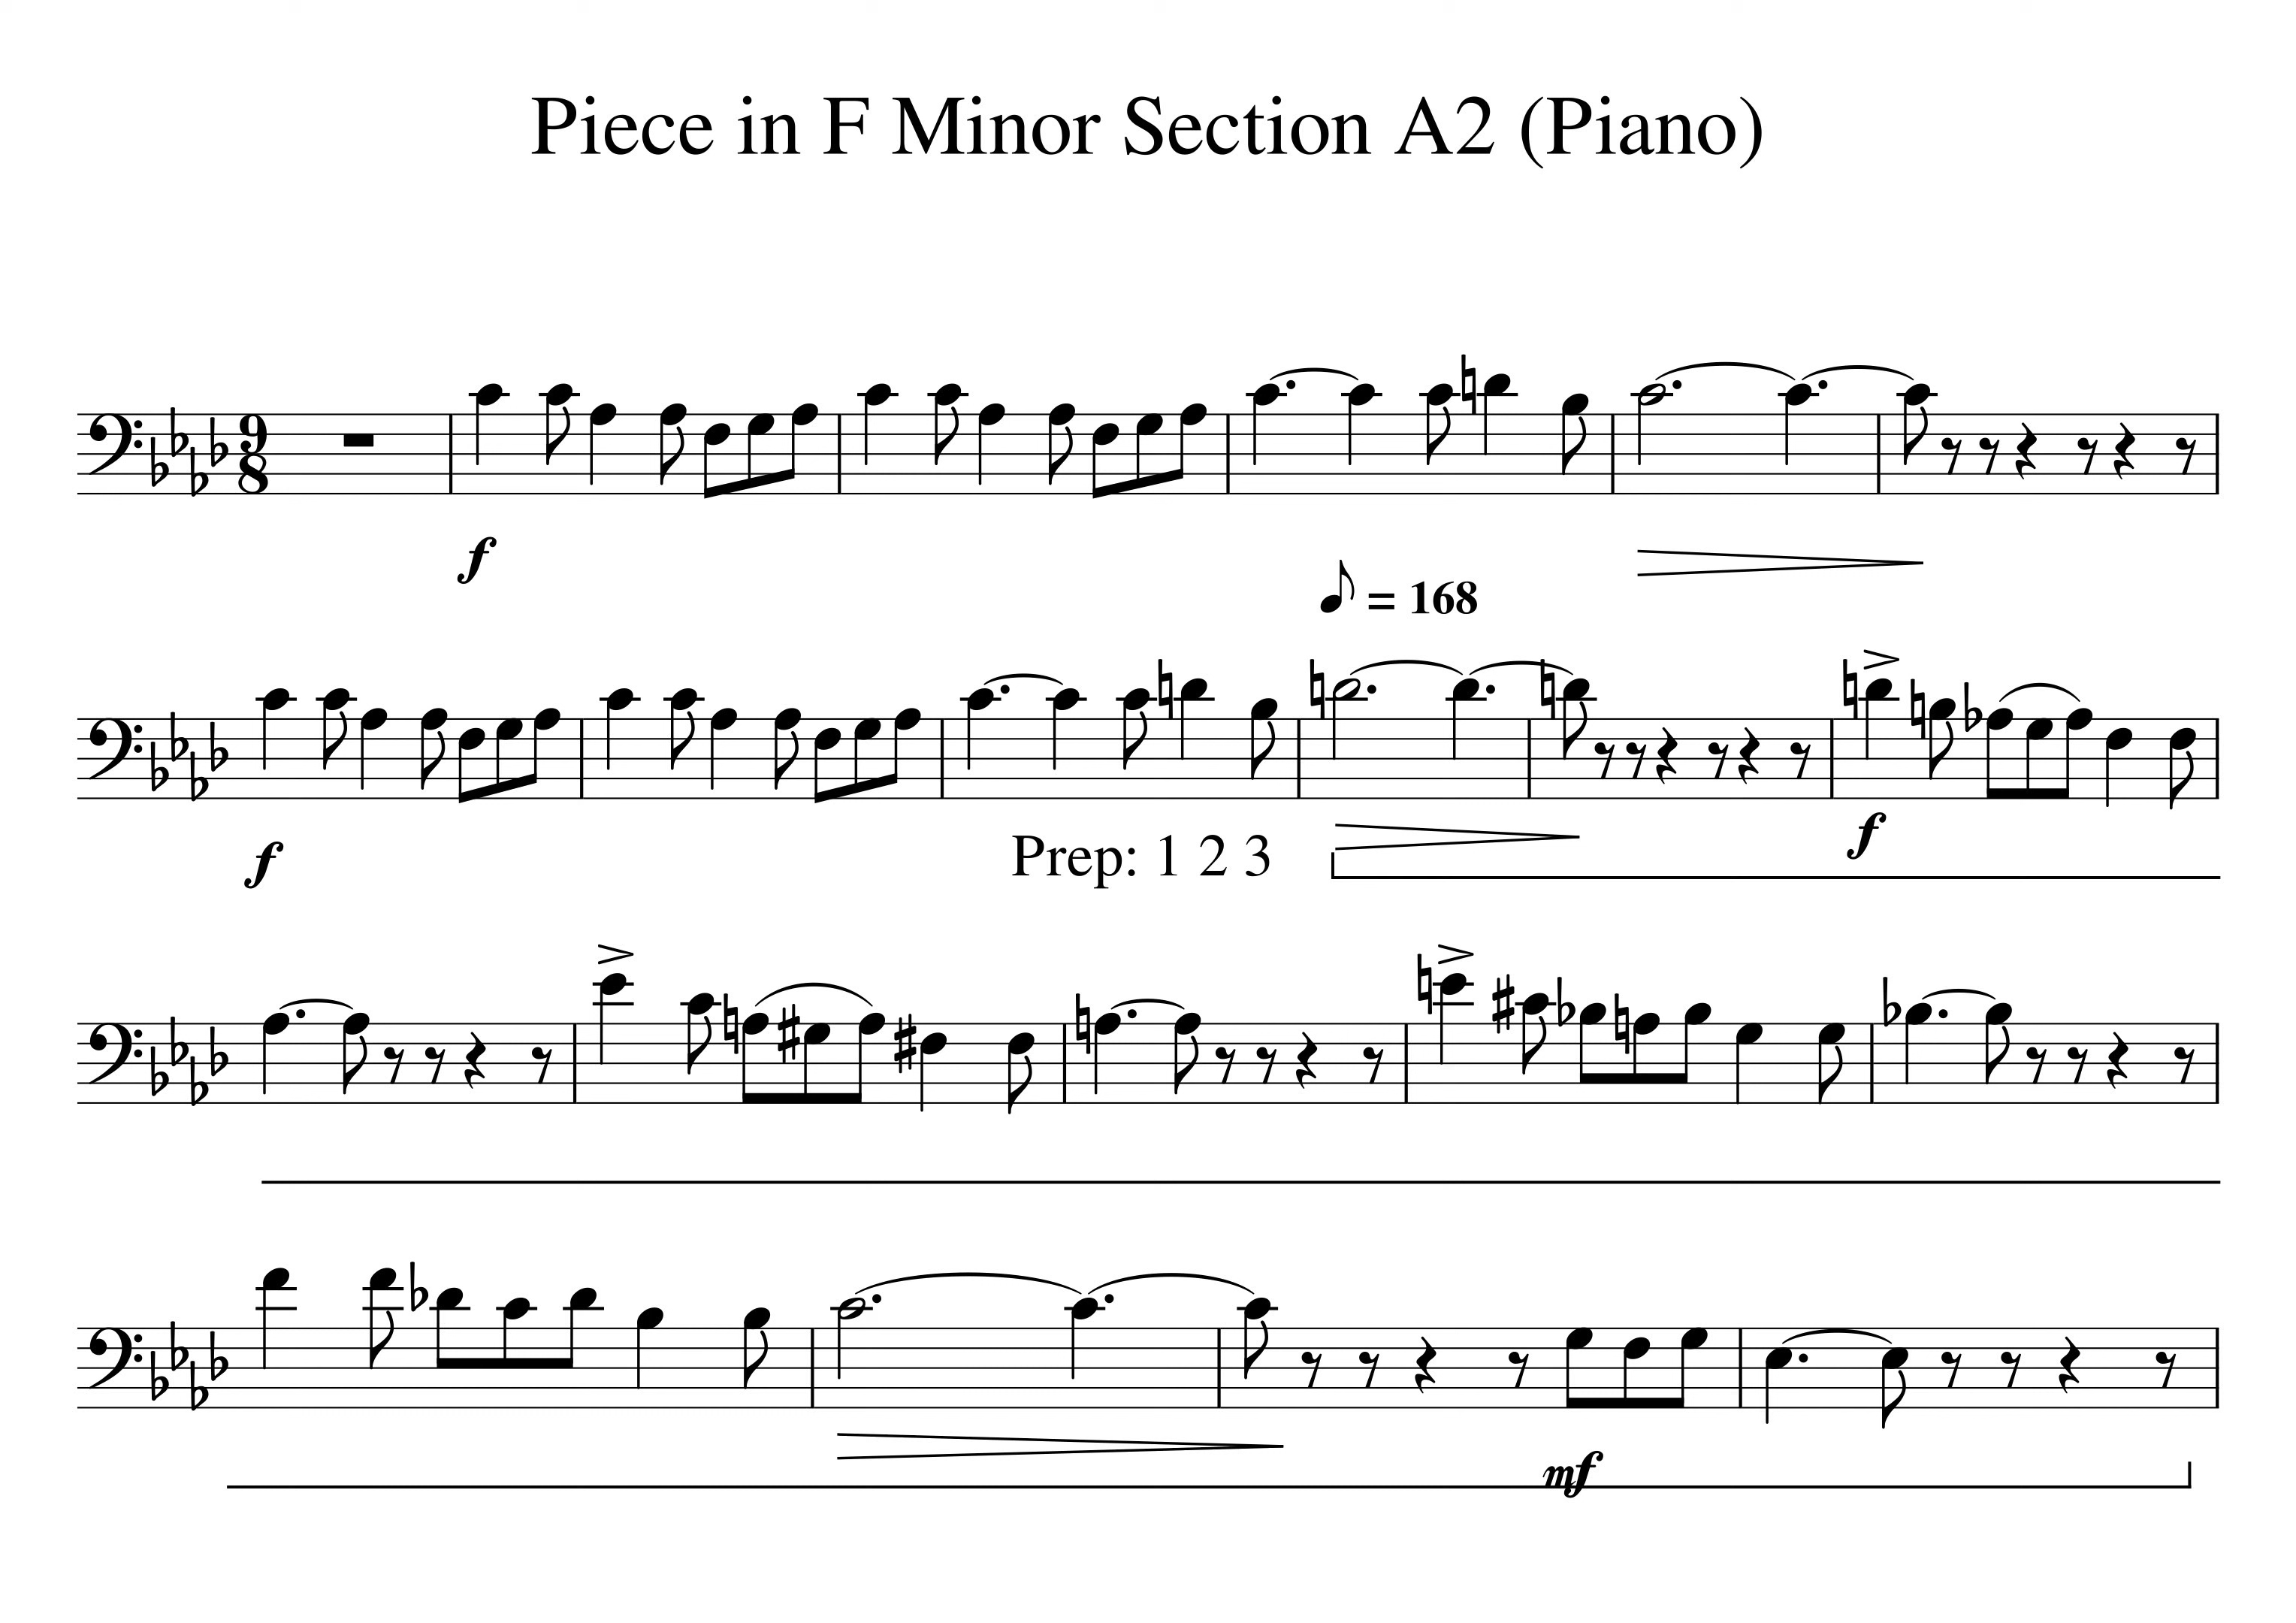 Piece in F Minor Section A2 (Piano)
9
8
f
♪ = 168
f
Prep: 1 2 3
f
mf